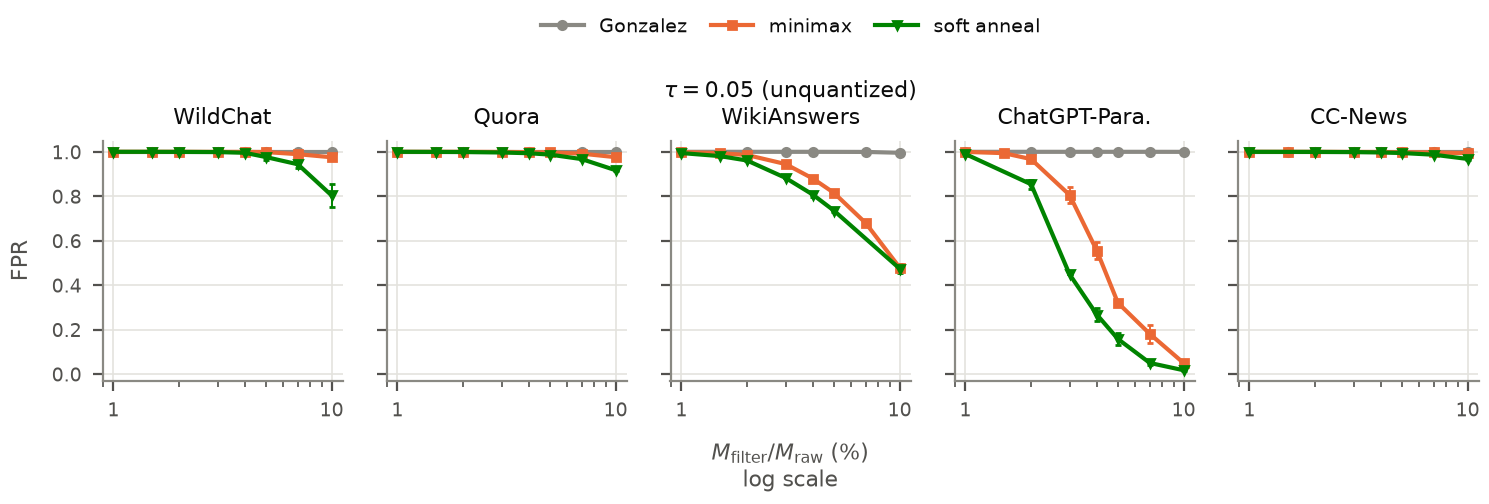 Gonzalez minimax soft anneal
τ = 0.05 (unquantized)
WildChat Quora WikiAnswers ChatGPT-Para. CC-News
FPR
1.0
0.8
0.6
0.4
0.2
0.0
1 10 1 10 1 10 1 10 1 10
M_filter/M_raw (%)
log scale